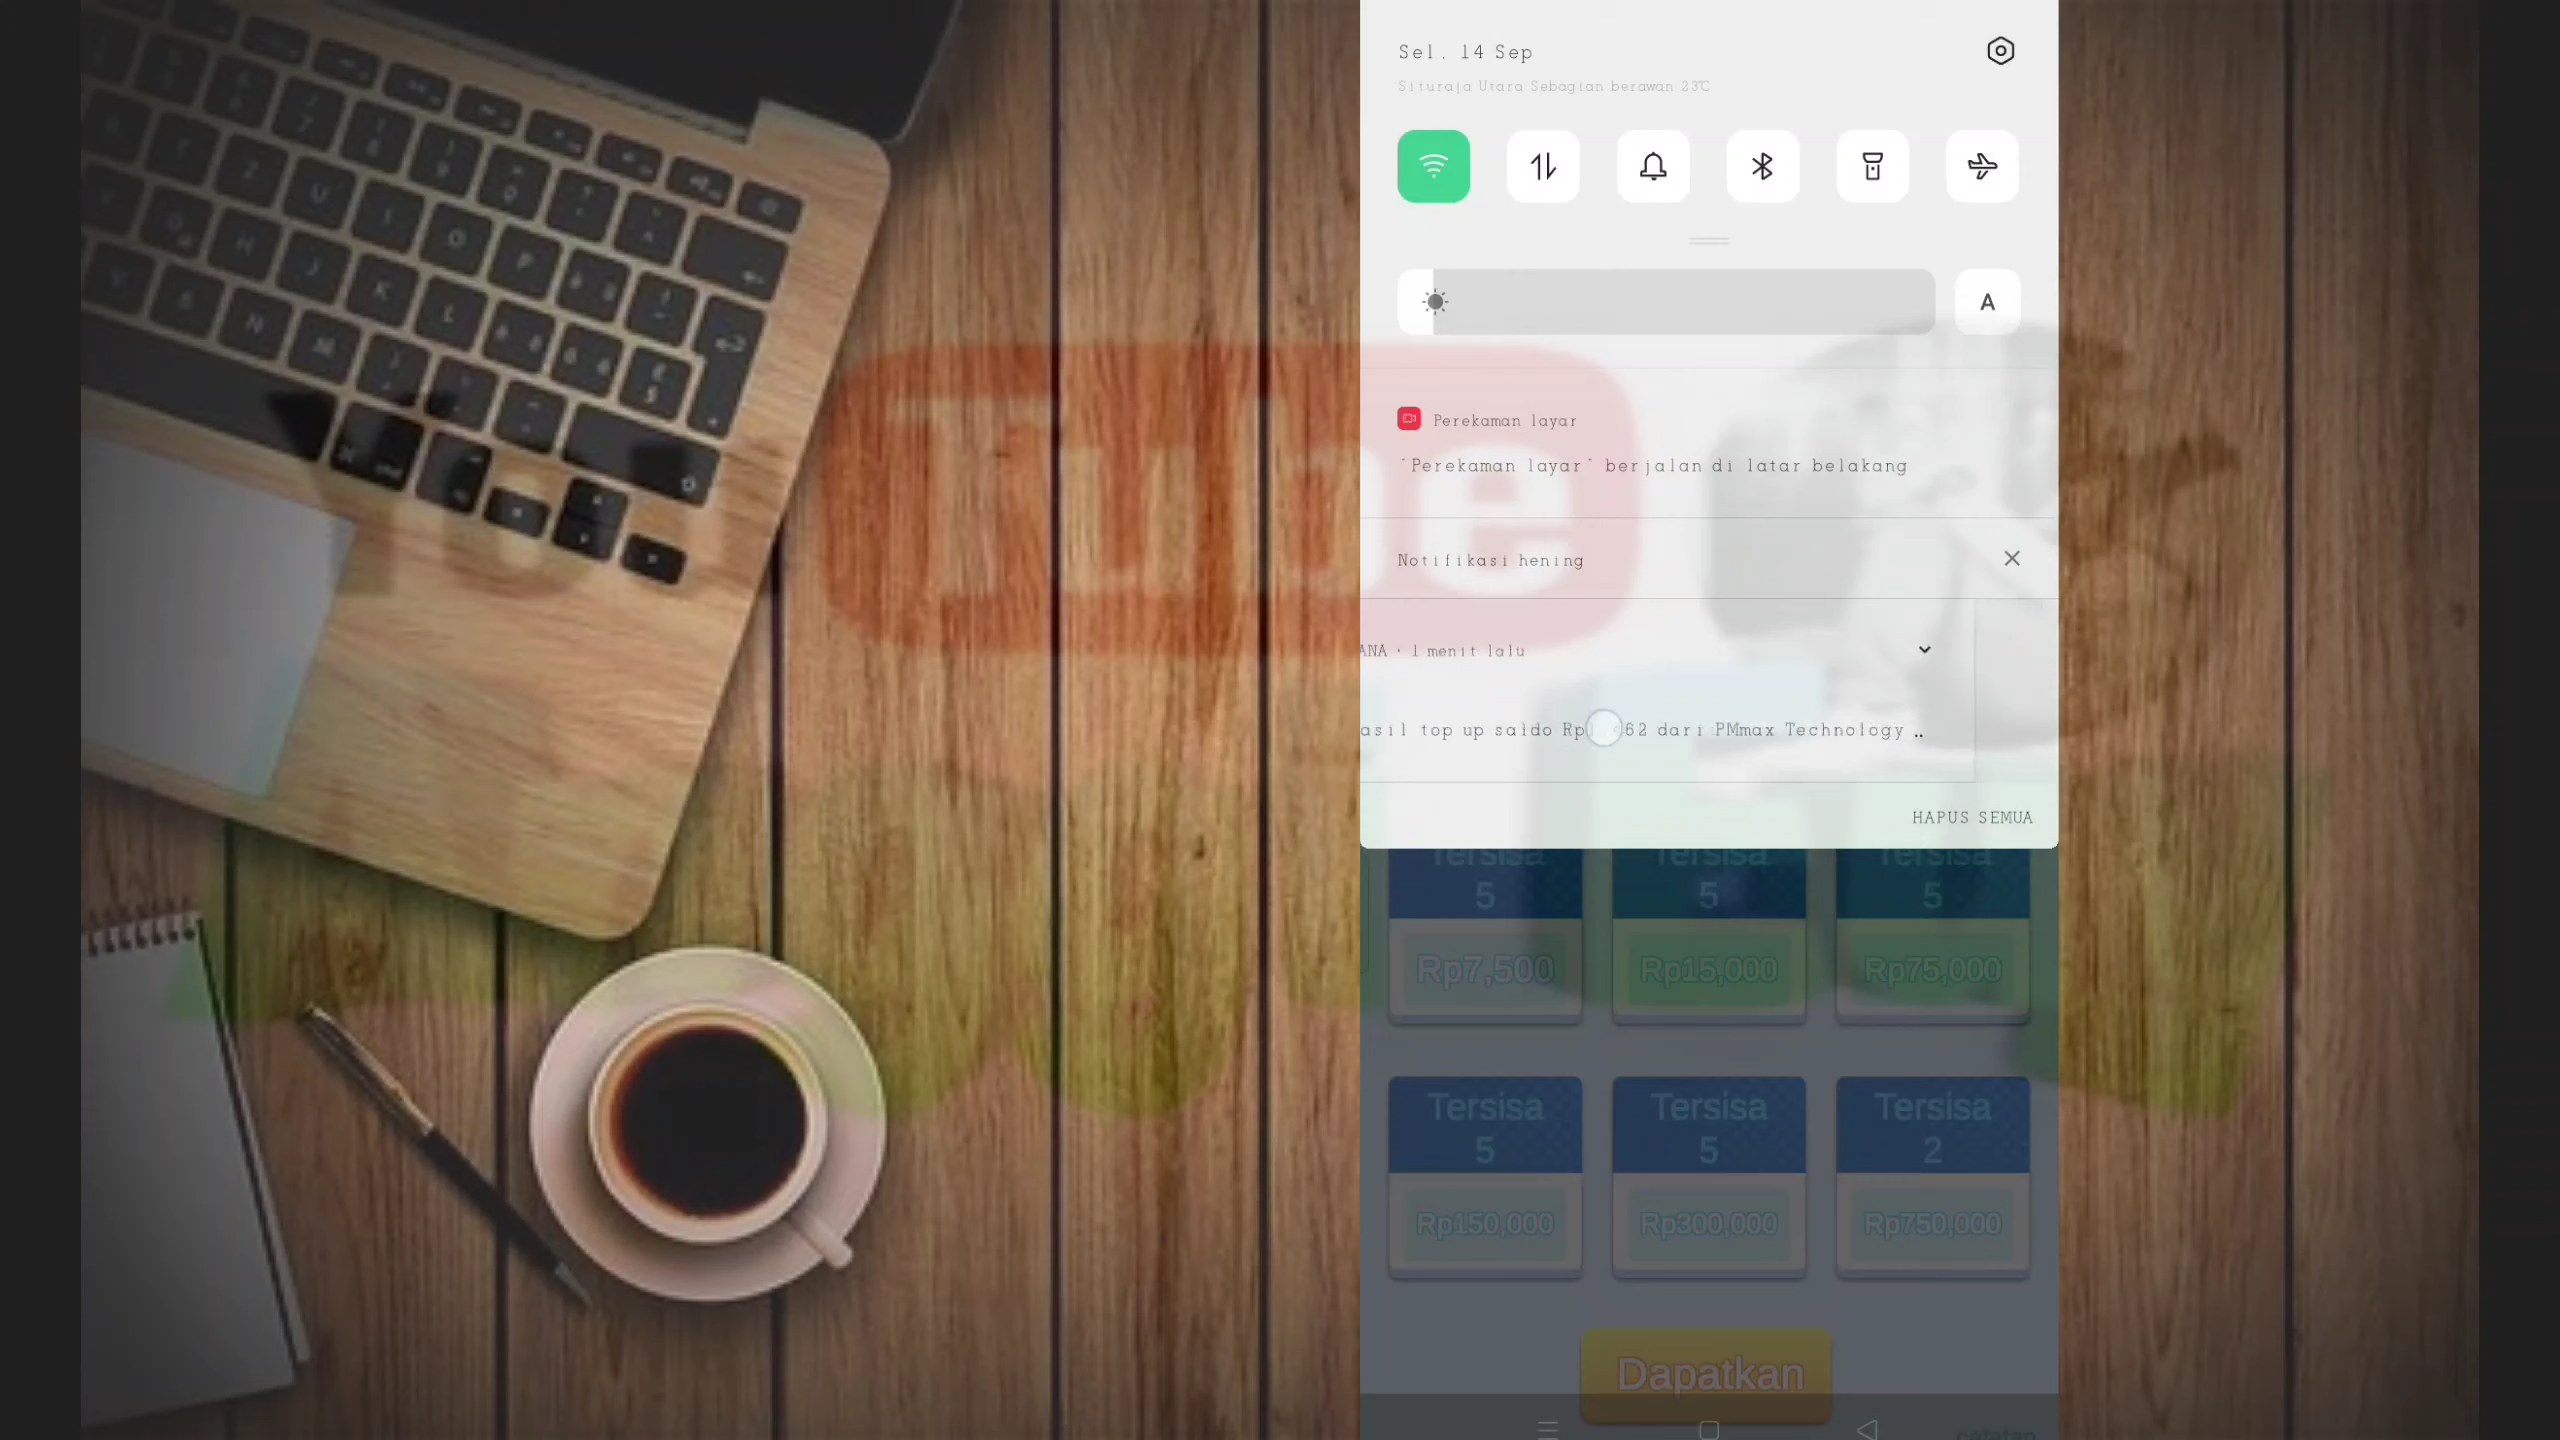 Sel. 14 Sep
Situraja Utara Sebagian berawan 23℃
A
Tube
Perekaman layar
"Perekaman layar" berjalan di latar belakang
Notifikasi hening
ANA · 1 menit lalu
asil top up saldo Rp 62 dari PMmax Technology ..
HAPUS SEMUA
Tersisa Tersisa Tersisa
5 5 5
Rp7,500 Rp15,000 Rp75,000
Tersisa Tersisa Tersisa
5 5 2
Rp150,000 Rp300,000 Rp750,000
Dapatkan